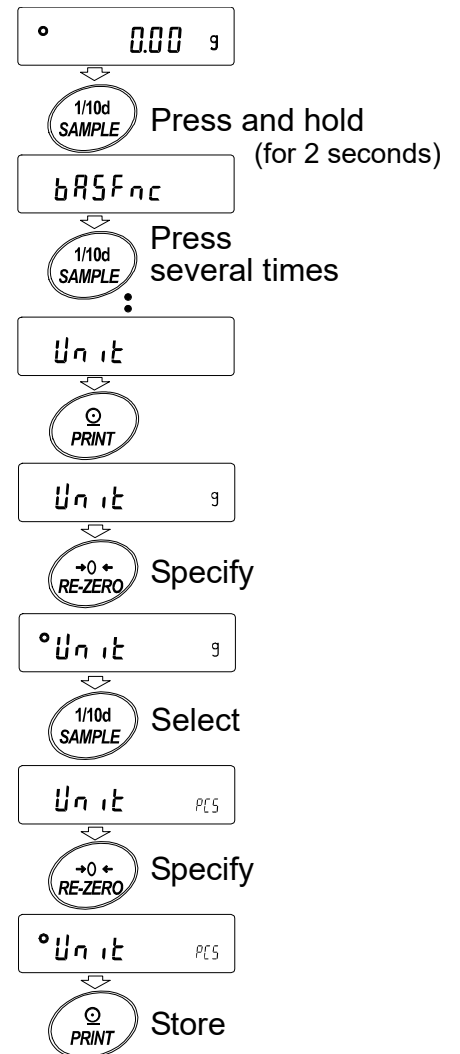 0.00 g
1/10d
SAMPLE
Press and hold
(for 2 seconds)
bASFnc
1/10d
SAMPLE
Press
several times
Unit
PRINT
Unit g
→0←
RE-ZERO
Specify
Unit g
1/10d
SAMPLE
Select
Unit PCS
→0←
RE-ZERO
Specify
Unit PCS
PRINT
Store